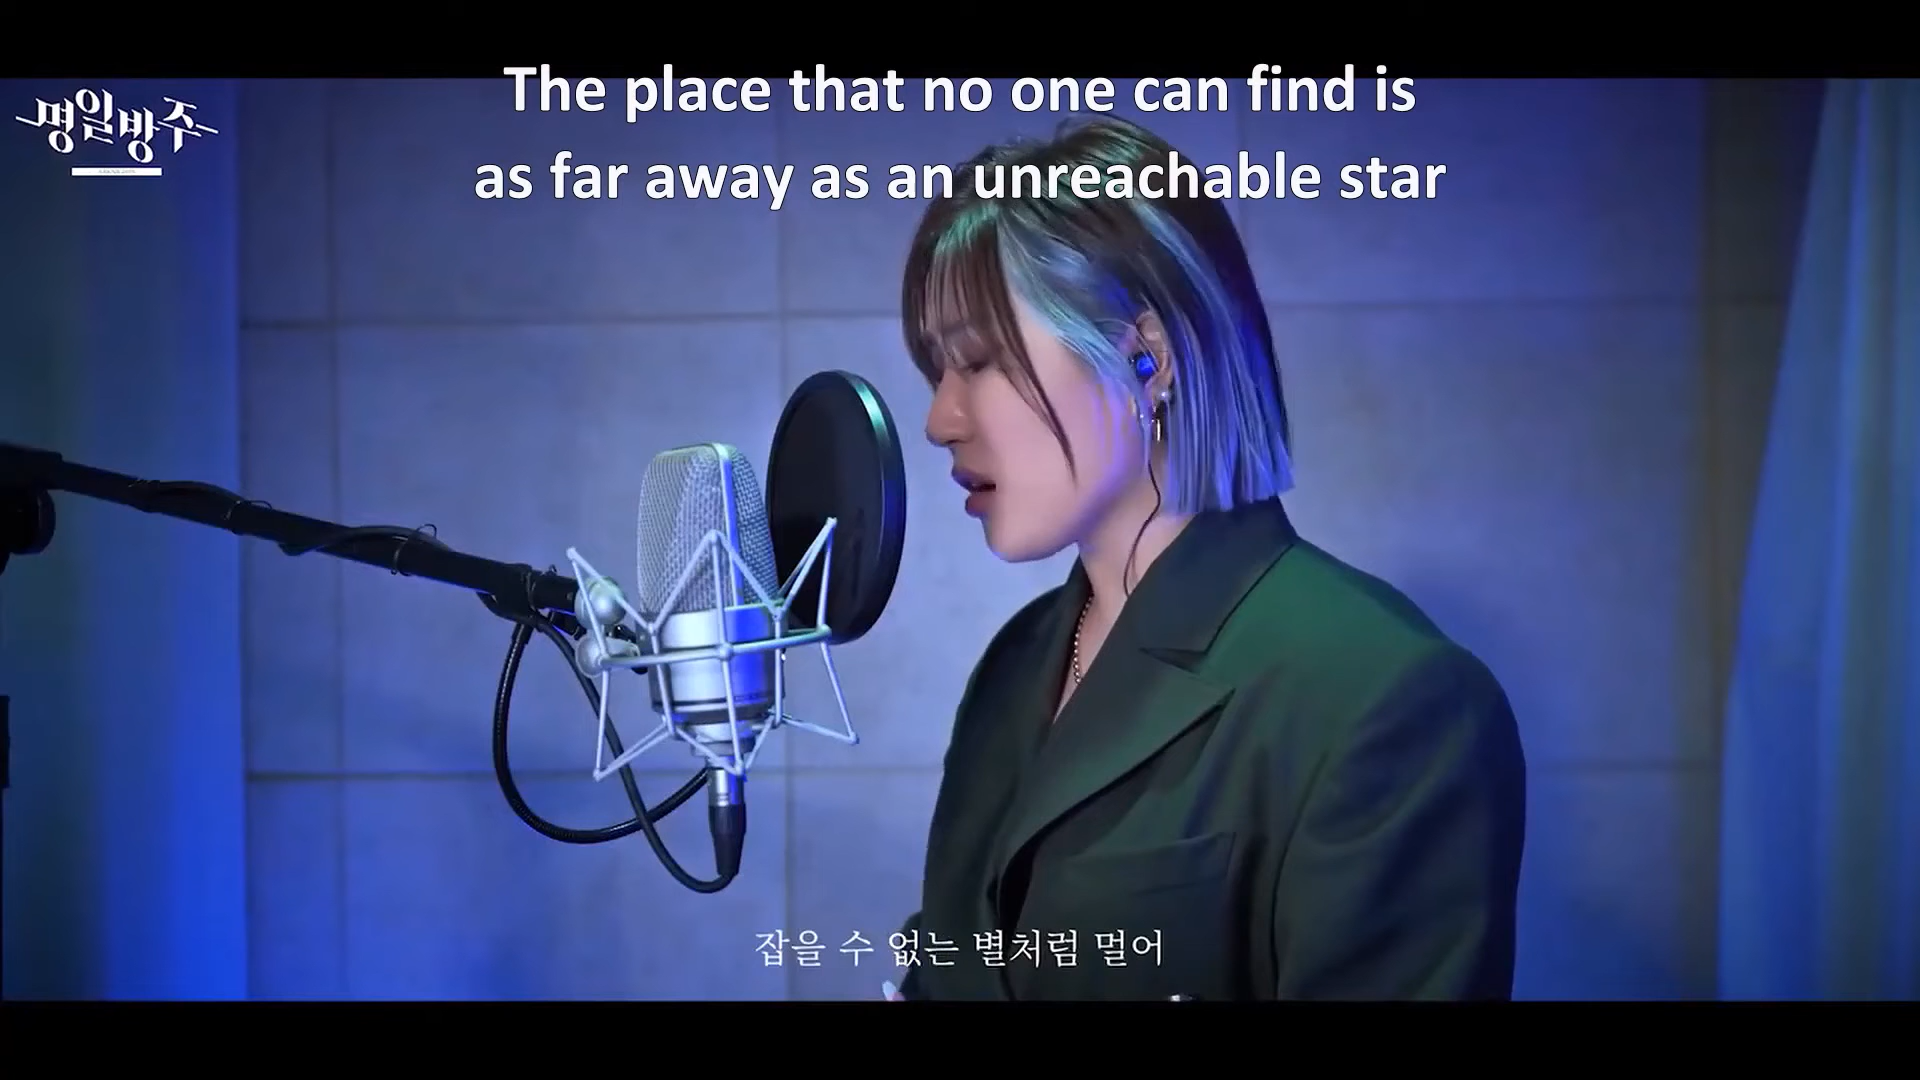 The place that no one can find is
as far away as an unreachable star
명일방주
잡을 수 없는 별처럼 멀어